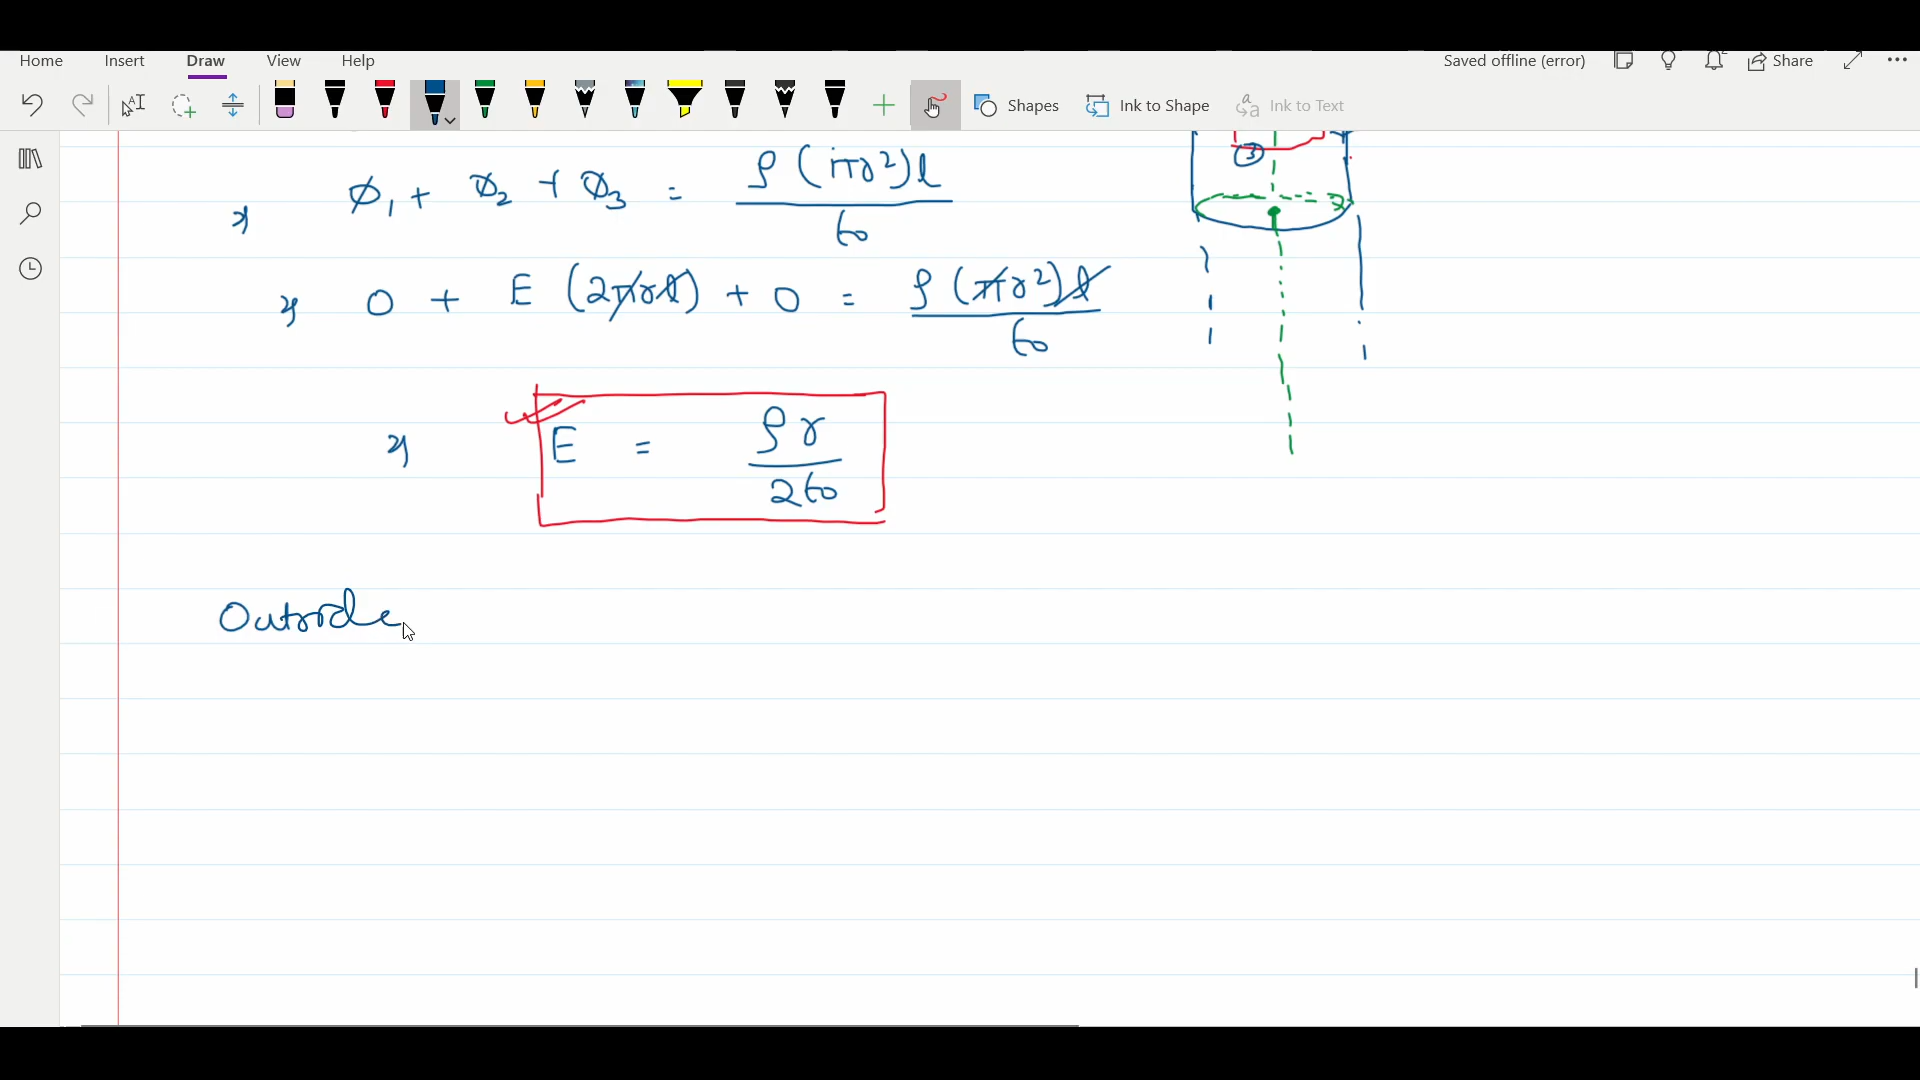 Home Insert Draw View Help Saved offline (error) Share
Shapes Ink to Shape Ink to Text
⇒ ϕ₁ + ϕ₂ + ϕ₃ = ρ(πr²)l / ε₀
③
⇒ 0 + E (2πrl) + 0 = ρ(πr²)l / ε₀
⇒ E = ρr / 2ε₀
Outside